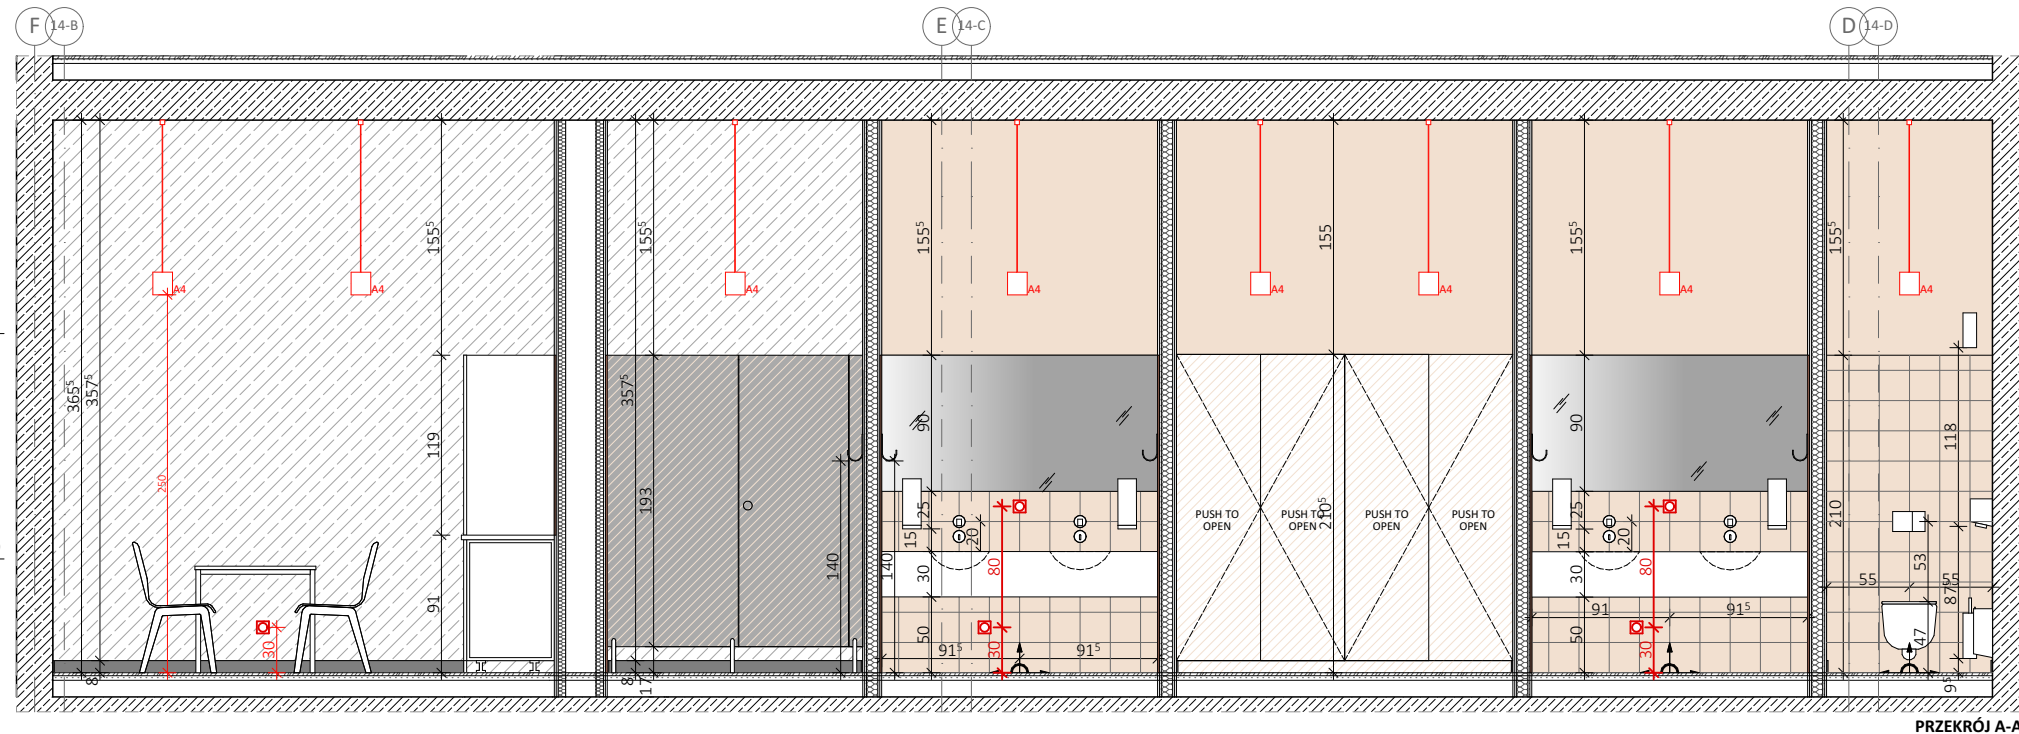 F 14-B E 14-C D 14-D
155⁵ 155⁵ 155⁵ 155 155⁵ 155⁵
A4 A4 A4 A4 A4 A4 A4 A4
365⁵ 357⁵ 119 357⁵ 90 90 118
250 193 25 25
PUSH TO
OPEN
PUSH TO
OPEN
PUSH TO
OPEN
PUSH TO
OPEN
210⁵ 210
15 20 15 20
140 140 30 80 30 80 53
55 55
91 91 91⁵ 87⁵
30 50 91⁵ 91⁵ 30 50 30 47
8 8 17 9⁵
PRZEKRÓJ A-A